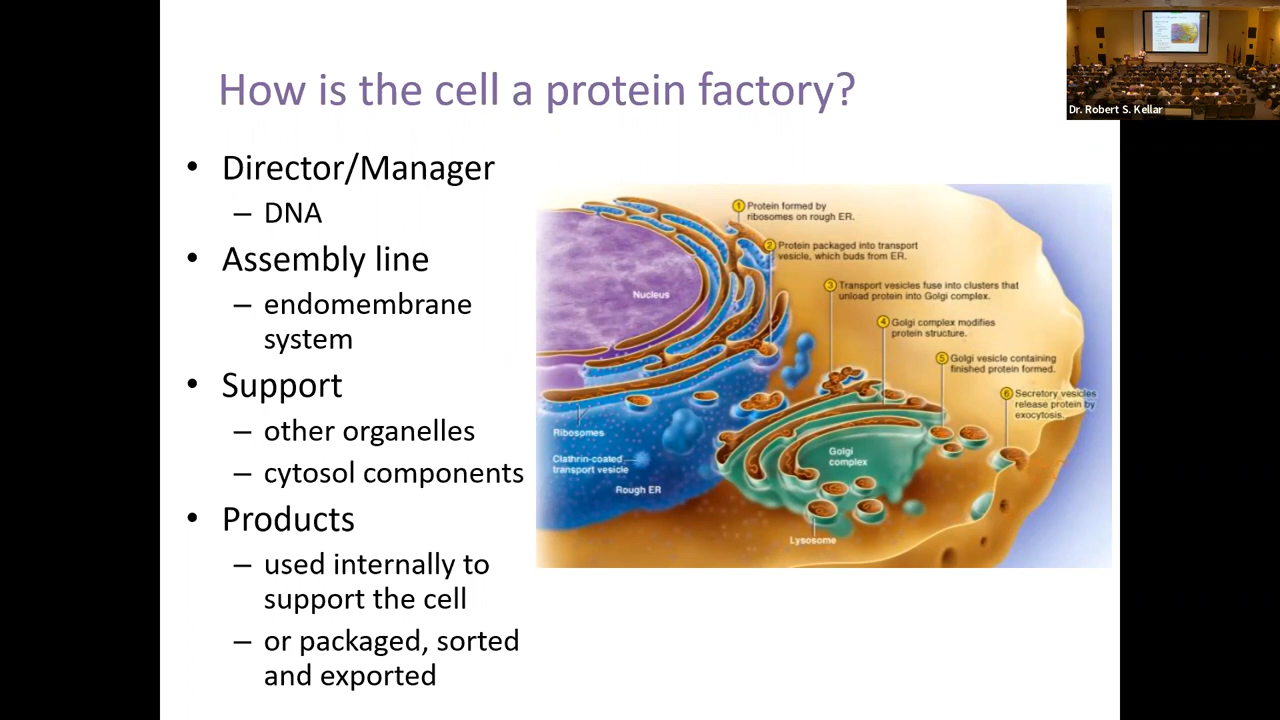 How is the cell a protein factory?
• Director/Manager
– DNA
• Assembly line
– endomembrane
system
• Support
– other organelles
– cytosol components
• Products
– used internally to
support the cell
– or packaged, sorted
and exported
1 Protein formed by
ribosomes on rough ER.
2 Protein packaged into transport
vesicle, which buds from ER.
3 Transport vesicles fuse into clusters that
unload protein into Golgi complex.
4 Golgi complex modifies
protein structure.
5 Golgi vesicle containing
finished protein formed.
6 Secretory vesicles
release protein by
exocytosis.
Nucleus
Ribosomes
Clathrin-coated
transport vesicle
Rough ER
Golgi
complex
Lysosome
Dr. Robert S. Kellar